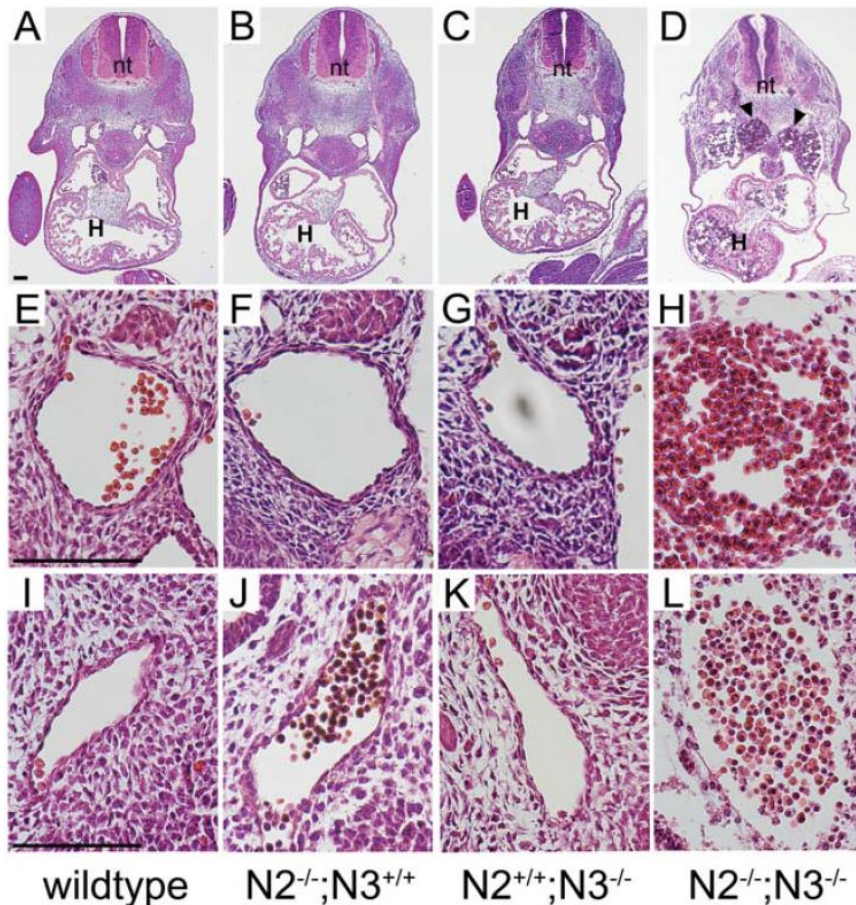 A B C D
nt nt nt nt
H H H H
E F G H
I J K L
wildtype N2-/-;N3+/+ N2+/+;N3-/- N2-/-;N3-/-